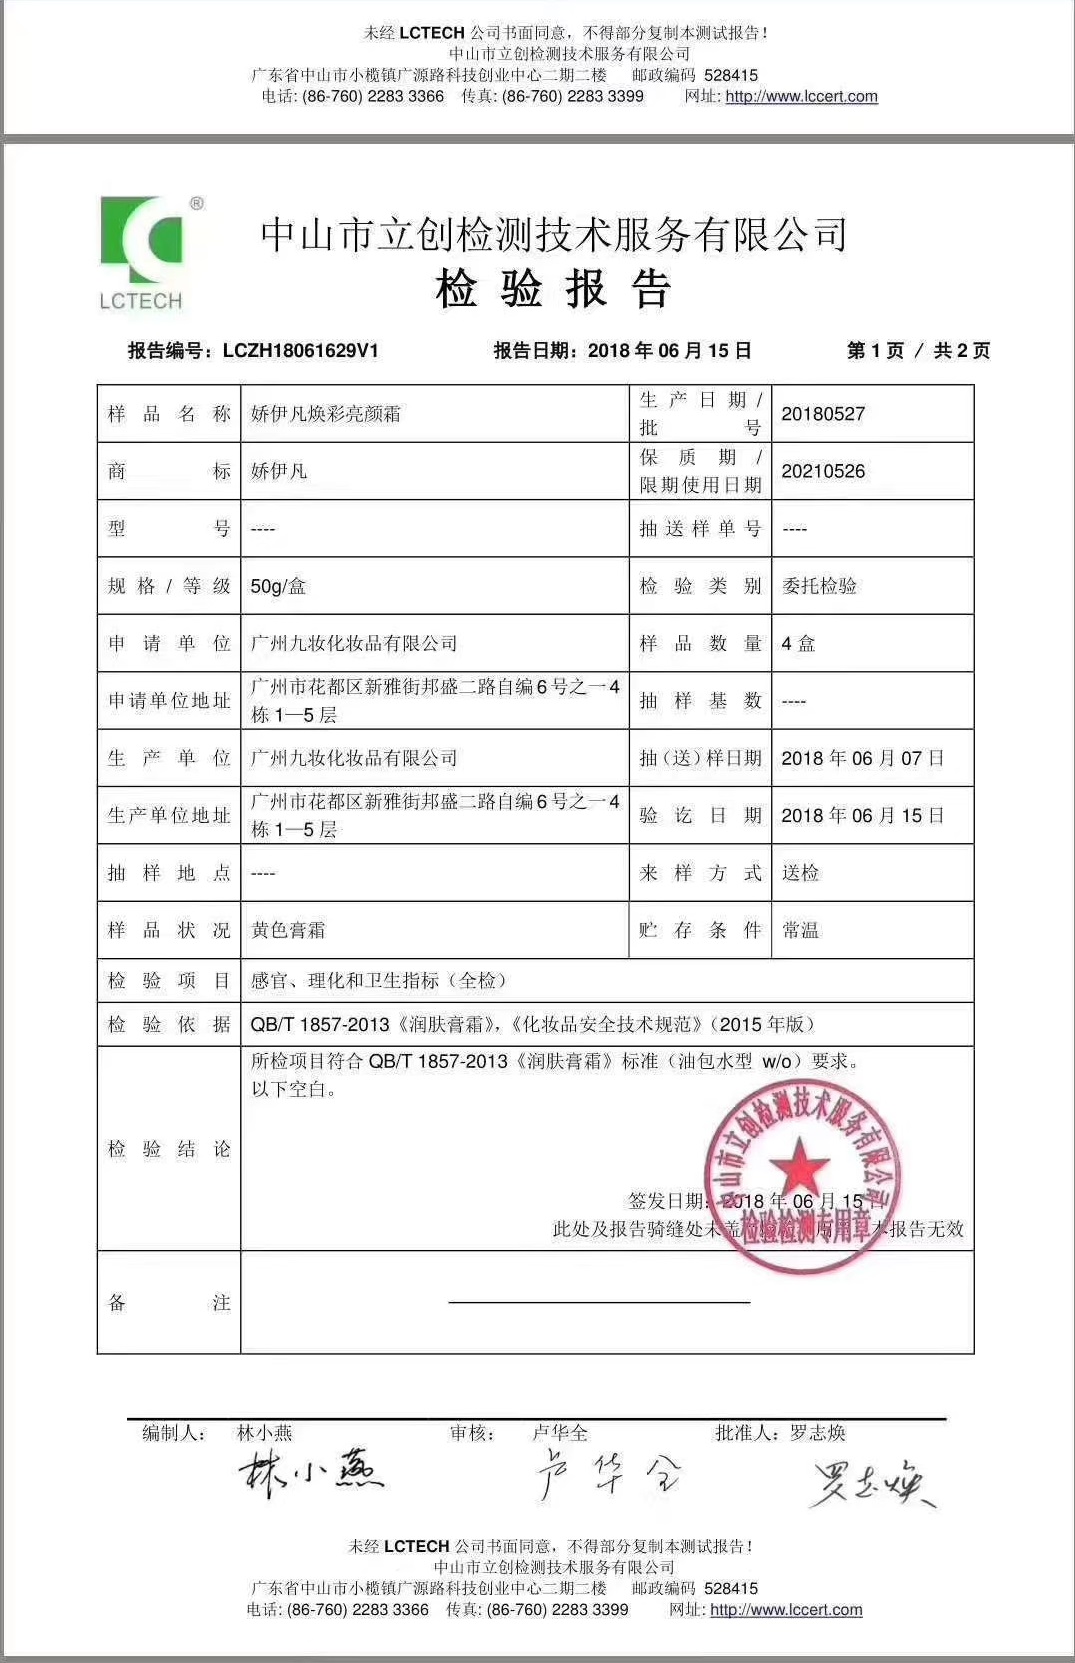 未经 LCTECH 公司书面同意，不得部分复制本测试报告！
中山市立创检测技术服务有限公司
广东省中山市小榄镇广源路科技创业中心二期二楼 邮政编码 528415
电话: (86-760) 2283 3366 传真: (86-760) 2283 3399 网址: http://www.lccert.com
LCTECH ®
中山市立创检测技术服务有限公司
检验报告
报告编号：LCZH18061629V1 报告日期：2018 年 06 月 15 日 第 1 页 / 共 2 页
样品名称 娇伊凡焕彩亮颜霜 生产日期/批号 20180527
商标 娇伊凡 保质期/限期使用日期 20210526
型号 ---- 抽送样单号 ----
规格/等级 50g/盒 检验类别 委托检验
申请单位 广州九妆化妆品有限公司 样品数量 4 盒
申请单位地址 广州市花都区新雅街邦盛二路自编 6 号之一 4 栋 1—5 层 抽样基数 ----
生产单位 广州九妆化妆品有限公司 抽（送）样日期 2018 年 06 月 07 日
生产单位地址 广州市花都区新雅街邦盛二路自编 6 号之一 4 栋 1—5 层 验讫日期 2018 年 06 月 15 日
抽样地点 ---- 来样方式 送检
样品状况 黄色膏霜 贮存条件 常温
检验项目 感官、理化和卫生指标（全检）
检验依据 QB/T 1857-2013《润肤膏霜》，《化妆品安全技术规范》（2015 年版）
检验结论
所检项目符合 QB/T 1857-2013《润肤膏霜》标准（油包水型 w/o）要求。
以下空白。
中山市立创检测技术服务有限公司
检验检测专用章
签发日期：2018 年 06 月 15 日
此处及报告骑缝处未盖 本报告无效
备注
编制人： 林小燕 审核： 卢华全 批准人：罗志焕
林小燕 卢华全 罗志焕
未经 LCTECH 公司书面同意，不得部分复制本测试报告！
中山市立创检测技术服务有限公司
广东省中山市小榄镇广源路科技创业中心二期二楼 邮政编码 528415
电话: (86-760) 2283 3366 传真: (86-760) 2283 3399 网址: http://www.lccert.com